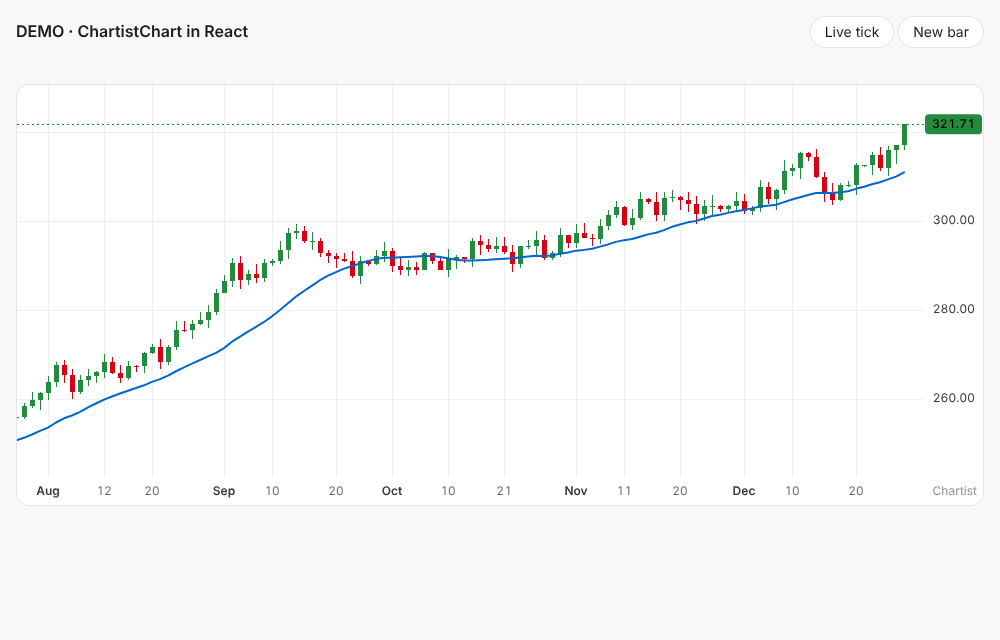 DEMO · ChartistChart in React
Live tick
New bar
321.71
300.00
280.00
260.00
Aug 12 20 Sep 10 20 Oct 10 21 Nov 11 20 Dec 10 20 Chartist